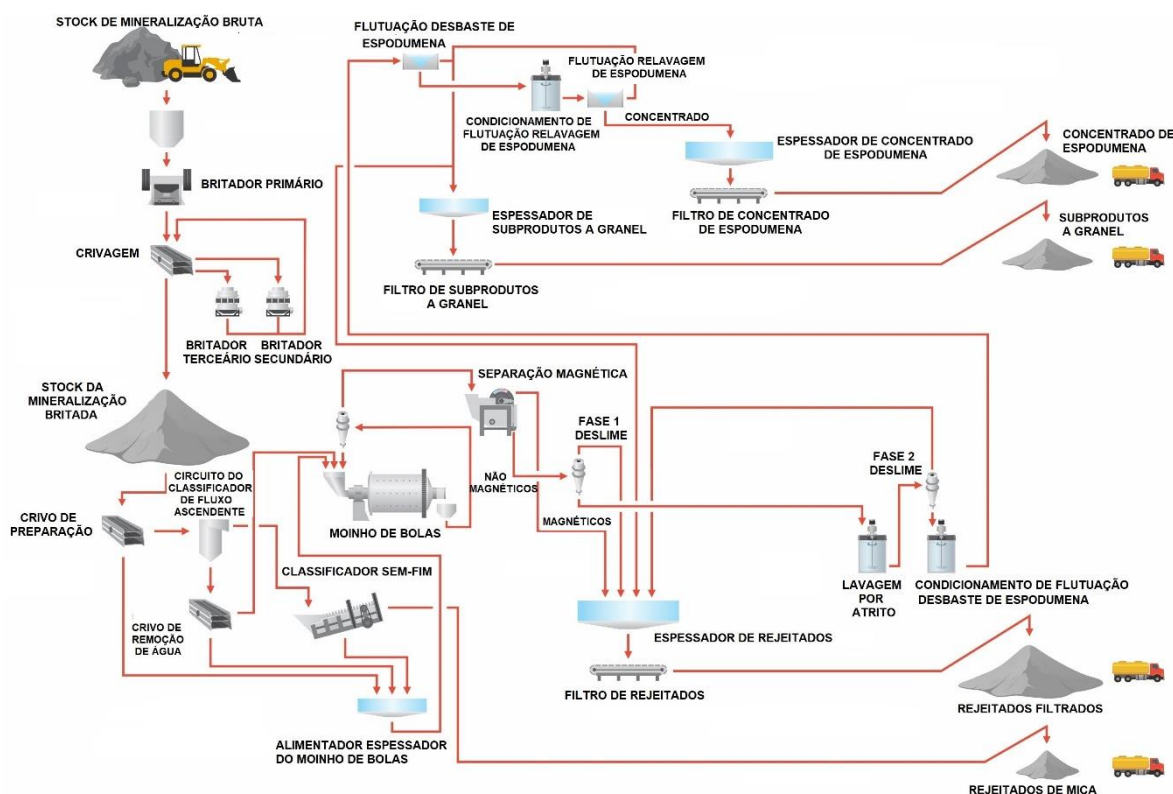 STOCK DE MINERALIZAÇÃO BRUTA
FLUTUAÇÃO DESBASTE DE
ESPODUMENA
FLUTUAÇÃO RELAVAGEM
DE ESPODUMENA
CONDICIONAMENTO DE
FLUTUAÇÃO RELAVAGEM
DE ESPODUMENA
CONCENTRADO
ESPESSADOR DE CONCENTRADO
DE ESPODUMENA
CONCENTRADO DE
ESPODUMENA
BRITADOR PRIMÁRIO
FILTRO DE CONCENTRADO
DE ESPODUMENA
ESPESSADOR DE
SUBPRODUTOS A GRANEL
SUBPRODUTOS
A GRANEL
CRIVAGEM
FILTRO DE SUBPRODUTOS
A GRANEL
BRITADOR
TERCEÁRIO
BRITADOR
SECUNDÁRIO
STOCK DA
MINERALIZAÇÃO
BRITADA
SEPARAÇÃO MAGNÉTICA
FASE 1
DESLIME
FASE 2
DESLIME
CIRCUITO DO
CLASSIFICADOR
DE FLUXO
ASCENDENTE
NÃO
MAGNÉTICOS
MAGNÉTICOS
CRIVO DE
PREPARAÇÃO
MOINHO DE BOLAS
CLASSIFICADOR SEM-FIM
LAVAGEM
POR
ATRITO
CONDICIONAMENTO DE FLUTUAÇÃO
DESBASTE DE ESPODUMENA
CRIVO DE
REMOÇÃO
DE ÁGUA
ESPESSADOR DE REJEITADOS
FILTRO DE REJEITADOS
REJEITADOS FILTRADOS
ALIMENTADOR ESPESSADOR
DO MOINHO DE BOLAS
REJEITADOS DE MICA